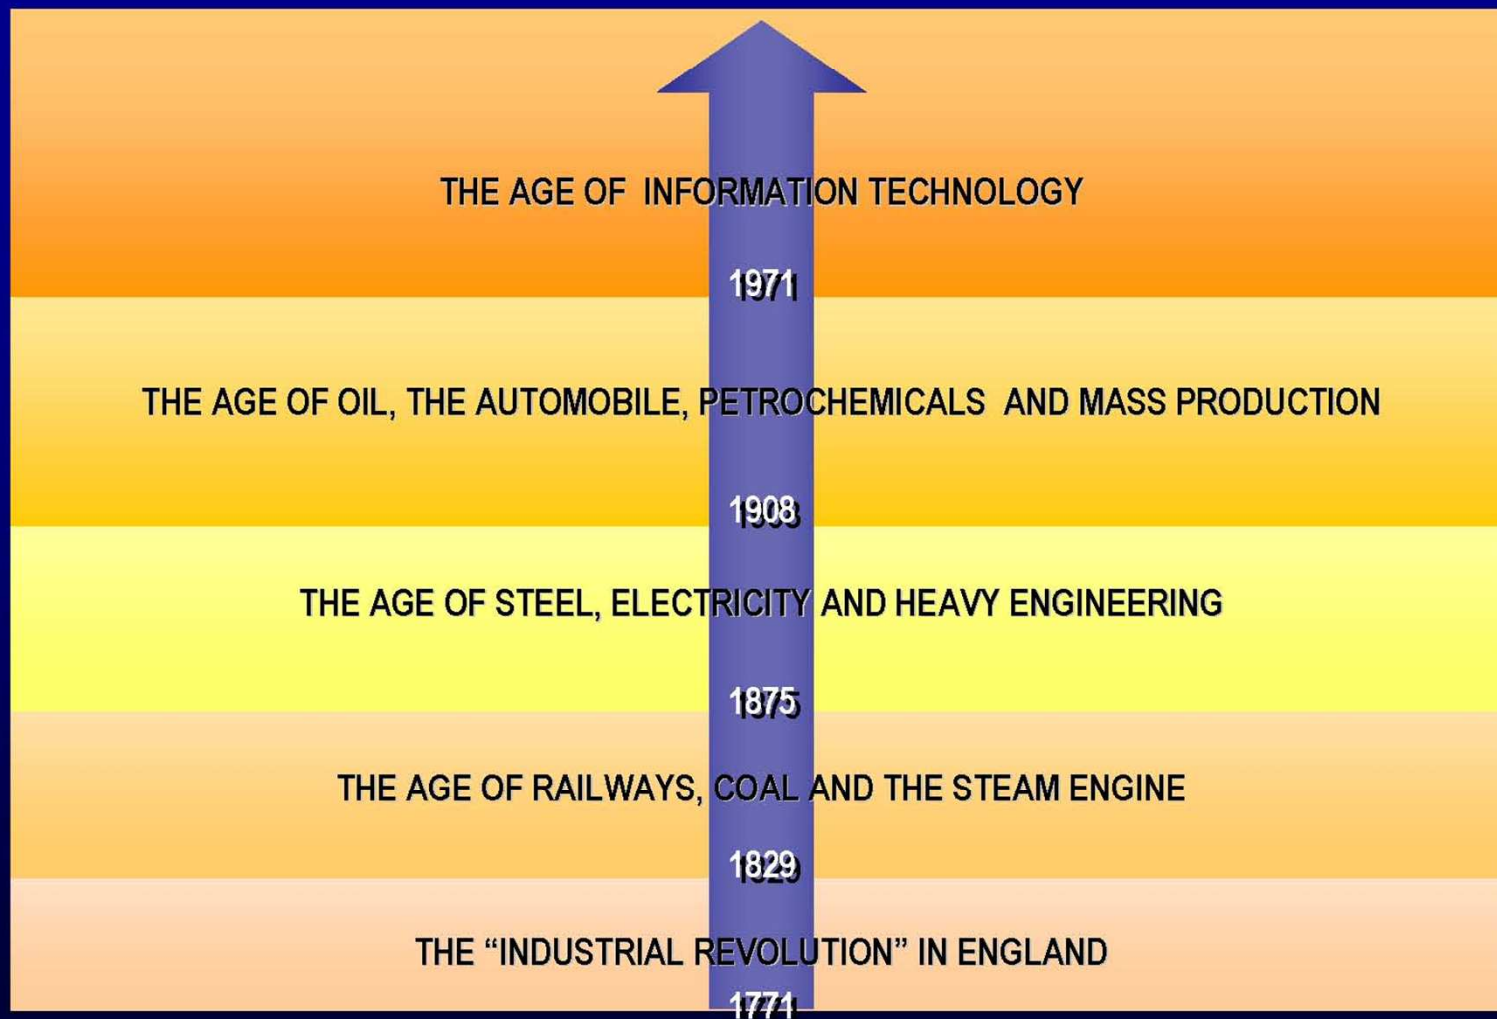 THE AGE OF INFORMATION TECHNOLOGY
1971
THE AGE OF OIL, THE AUTOMOBILE, PETROCHEMICALS AND MASS PRODUCTION
1908
THE AGE OF STEEL, ELECTRICITY AND HEAVY ENGINEERING
1875
THE AGE OF RAILWAYS, COAL AND THE STEAM ENGINE
1829
THE “INDUSTRIAL REVOLUTION” IN ENGLAND
1771